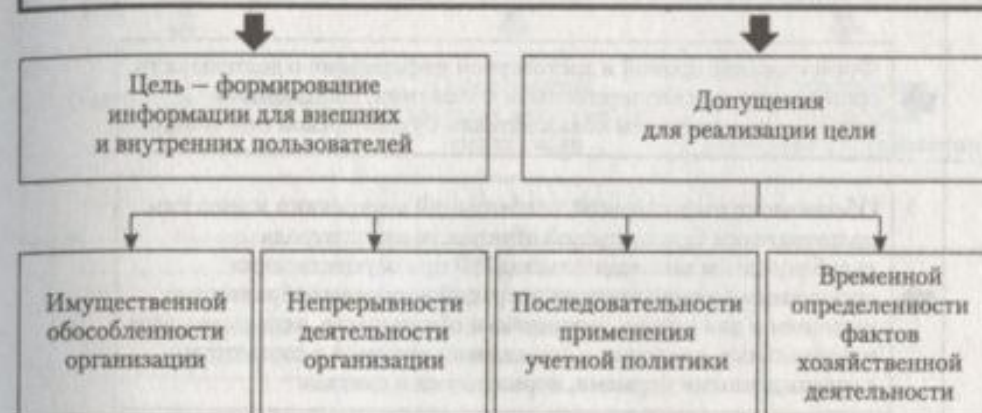 Цель — формирование
информации для внешних
и внутренних пользователей
Допущения
для реализации цели
Имущественной
обособленности
организации
Непрерывности
деятельности
организации
Последовательности
применения
учетной политики
Временной
определенности
фактов
хозяйственной
деятельности